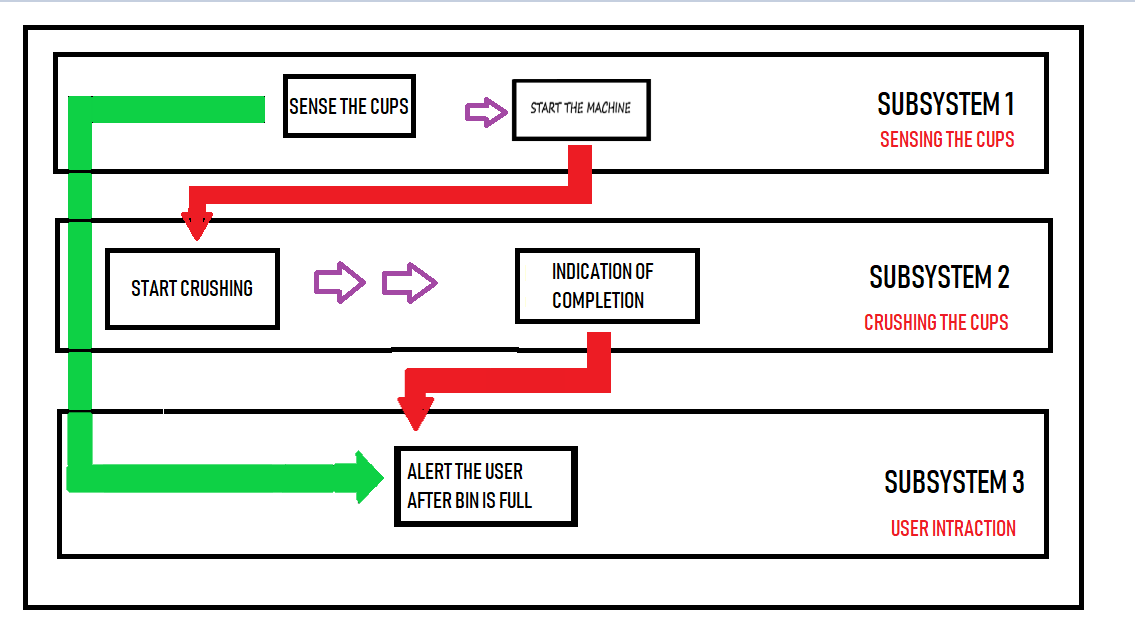 SENSE THE CUPS
START THE MACHINE
SUBSYSTEM 1
SENSING THE CUPS
START CRUSHING
INDICATION OF
COMPLETION
SUBSYSTEM 2
CRUSHING THE CUPS
ALERT THE USER
AFTER BIN IS FULL
SUBSYSTEM 3
USER INTRACTION